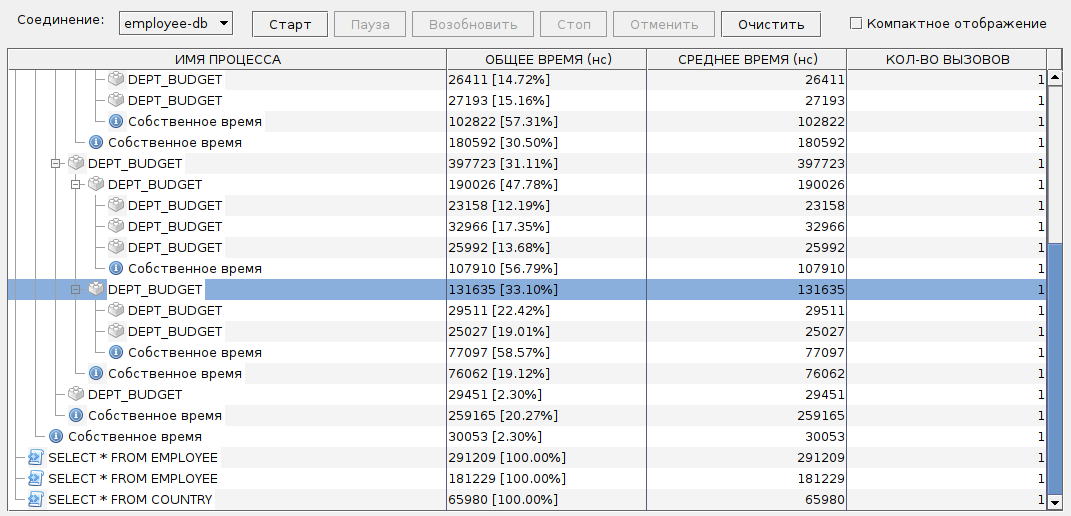 Соединение: employee-db Старт Пауза Возобновить Стоп Отменить Очистить Компактное отображение
ИМЯ ПРОЦЕССА ОБЩЕЕ ВРЕМЯ (нс) СРЕДНЕЕ ВРЕМЯ (нс) КОЛ-ВО ВЫЗОВОВ
DEPT_BUDGET 26411 [14.72%] 26411 1
DEPT_BUDGET 27193 [15.16%] 27193 1
Собственное время 102822 [57.31%] 102822 1
Собственное время 180592 [30.50%] 180592 1
DEPT_BUDGET 397723 [31.11%] 397723 1
DEPT_BUDGET 190026 [47.78%] 190026 1
DEPT_BUDGET 23158 [12.19%] 23158 1
DEPT_BUDGET 32966 [17.35%] 32966 1
DEPT_BUDGET 25992 [13.68%] 25992 1
Собственное время 107910 [56.79%] 107910 1
DEPT_BUDGET 131635 [33.10%] 131635 1
DEPT_BUDGET 29511 [22.42%] 29511 1
DEPT_BUDGET 25027 [19.01%] 25027 1
Собственное время 77097 [58.57%] 77097 1
Собственное время 76062 [19.12%] 76062 1
DEPT_BUDGET 29451 [2.30%] 29451 1
Собственное время 259165 [20.27%] 259165 1
Собственное время 30053 [2.30%] 30053 1
SELECT * FROM EMPLOYEE 291209 [100.00%] 291209 1
SELECT * FROM EMPLOYEE 181229 [100.00%] 181229 1
SELECT * FROM COUNTRY 65980 [100.00%] 65980 1